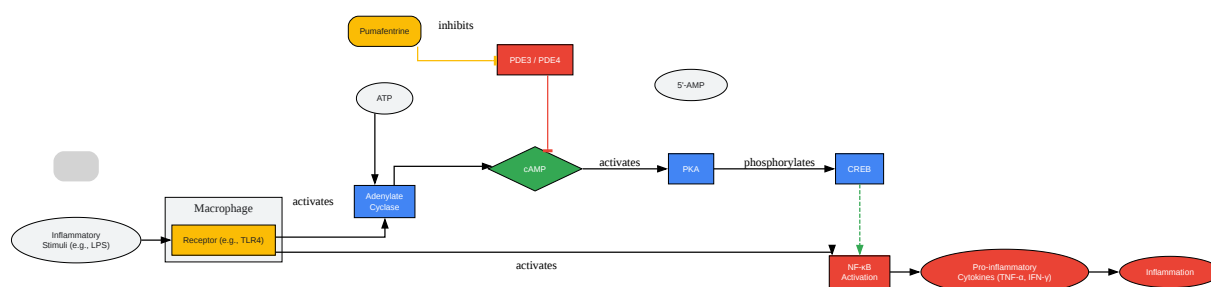 Pumafentrine
inhibits
PDE3 / PDE4
ATP
5'-AMP
cAMP
activates
PKA
phosphorylates
CREB
Adenylate
Cyclase
Macrophage
activates
Inflammatory
Stimuli (e.g., LPS)
Receptor (e.g., TLR4)
activates
NF-κB
Activation
Pro-inflammatory
Cytokines (TNF-α, IFN-γ)
Inflammation